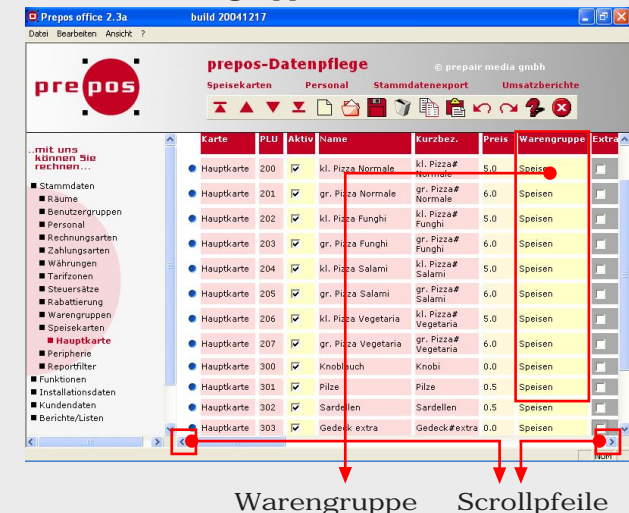 Prepos office 2.3a build 20041217
Datei Bearbeiten Ansicht ?
prepos
prepos-Datenpflege © prepair media gmbh
Speisekarten Personal Stammdatenexport Umsatzberichte
..mit uns
können Sie
rechnen...
Stammdaten
Räume
Benutzergruppen
Personal
Rechnungsarten
Zahlungsarten
Währungen
Tarifzonen
Steuersätze
Rabattierung
Warengruppen
Speisekarten
Hauptkarte
Peripherie
Reportfilter
Funktionen
Installationsdaten
Kundendaten
Berichte/Listen
Karte PLU Aktiv Name Kurzbez. Preis Warengruppe Extra
Hauptkarte 200 kl. Pizza Normale kl. Pizza# Normale 5.0 Speisen
Hauptkarte 201 gr. Pizza Normale gr. Pizza# Normale 6.0 Speisen
Hauptkarte 202 kl. Pizza Funghi kl. Pizza# Funghi 5.0 Speisen
Hauptkarte 203 gr. Pizza Funghi gr. Pizza# Funghi 6.0 Speisen
Hauptkarte 204 kl. Pizza Salami kl. Pizza# Salami 5.0 Speisen
Hauptkarte 205 gr. Pizza Salami gr. Pizza# Salami 6.0 Speisen
Hauptkarte 206 kl. Pizza Vegetaria kl. Pizza# Vegetaria 5.0 Speisen
Hauptkarte 207 gr. Pizza Vegetaria gr. Pizza# Vegetaria 6.0 Speisen
Hauptkarte 300 Knoblauch Knobi 0.0 Speisen
Hauptkarte 301 Pilze Pilze 0.5 Speisen
Hauptkarte 302 Sardellen Sardellen 0.5 Speisen
Hauptkarte 303 Gedeck extra Gedeck#extra 0.0 Speisen
NUM
Warengruppe Scrollpfeile